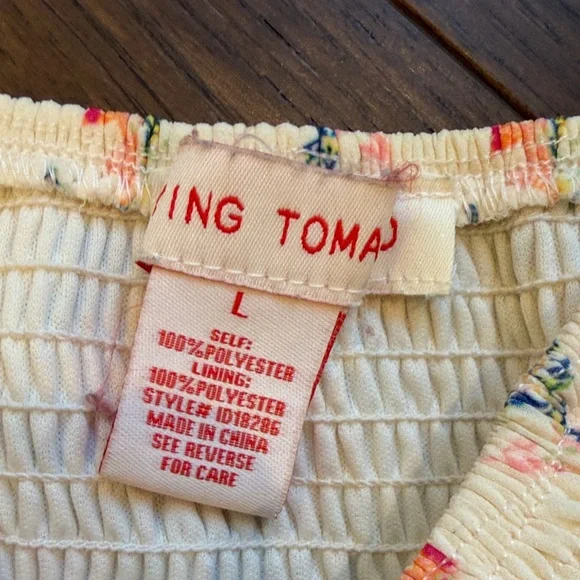 YING TOMA
L
SELF:
100%POLYESTER
LINING:
100%POLYESTER
STYLE# ID18286
MADE IN CHINA
SEE REVERSE
FOR CARE